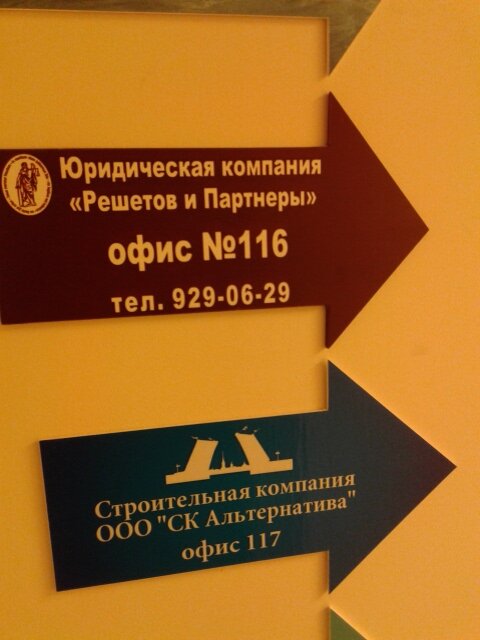 Юридическая компания
«Решетов и Партнеры»
офис №116
тел. 929-06-29
Строительная компания
ООО "СК Альтернатива"
офис 117